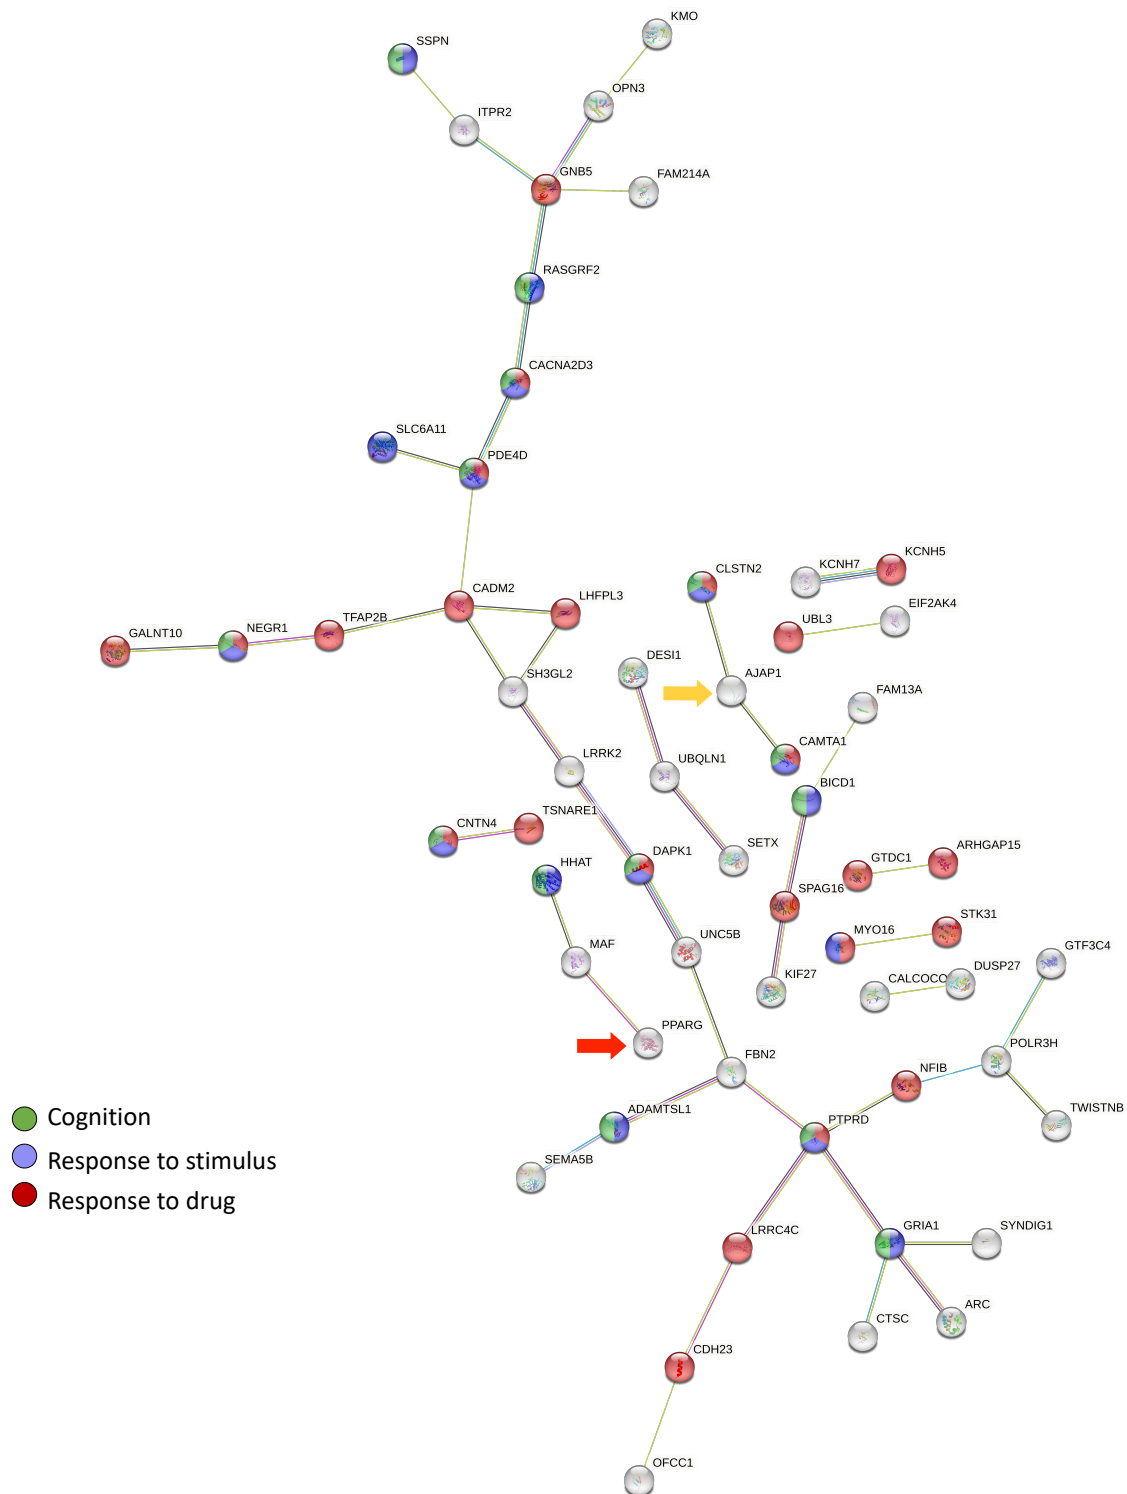 KMO
SSPN
OPN3
ITPR2
GNB5
FAM214A
RASGRF2
CACNA2D3
SLC6A11
PDE4D
KCNH5
KCNH7
CLSTN2
CADM2
LHFPL3
EIF2AK4
TFAP2B
UBL3
NEGR1
GALNT10
DESI1
AJAP1
SH3GL2
FAM13A
CAMTA1
LRRK2
UBQLN1
BICD1
TSNARE1
CNTN4
SETX
DAPK1
ARHGAP15
HHAT
GTDC1
SPAG16
STK31
MYO16
UNC5B
MAF
GTF3C4
DUSP27
KIF27
CALCOCO
PPARG
POLR3H
FBN2
NFIB
TWISTNB
ADAMTSL1
PTPRD
Cognition
SEMA5B
Response to stimulus
Response to drug
LRRC4C
GRIA1
SYNDIG1
ARC
CTSC
CDH23
OFCC1